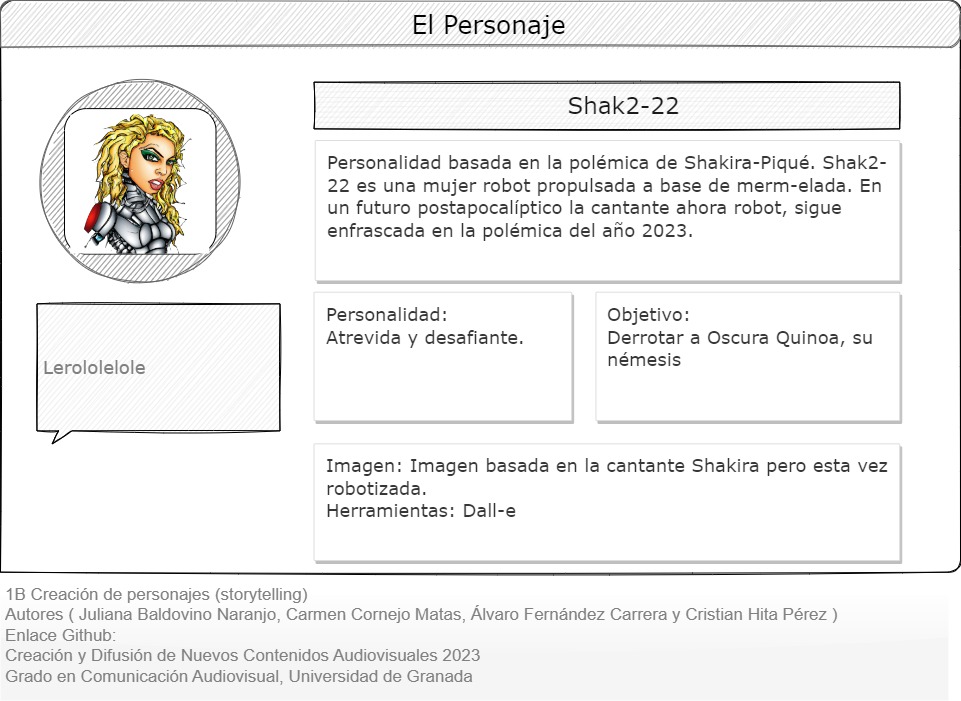 El Personaje
Shak2-22
Personalidad basada en la polémica de Shakira-Piqué. Shak2-
22 es una mujer robot propulsada a base de merm-elada. En
un futuro postapocalíptico la cantante ahora robot, sigue
enfrascada en la polémica del año 2023.
Lerololelole
Personalidad:
Atrevida y desafiante.
Objetivo:
Derrotar a Oscura Quinoa, su
némesis
Imagen: Imagen basada en la cantante Shakira pero esta vez
robotizada.
Herramientas: Dall-e
1B Creación de personajes (storytelling)
Autores ( Juliana Baldovino Naranjo, Carmen Cornejo Matas, Álvaro Fernández Carrera y Cristian Hita Pérez )
Enlace Github:
Creación y Difusión de Nuevos Contenidos Audiovisuales 2023
Grado en Comunicación Audiovisual, Universidad de Granada